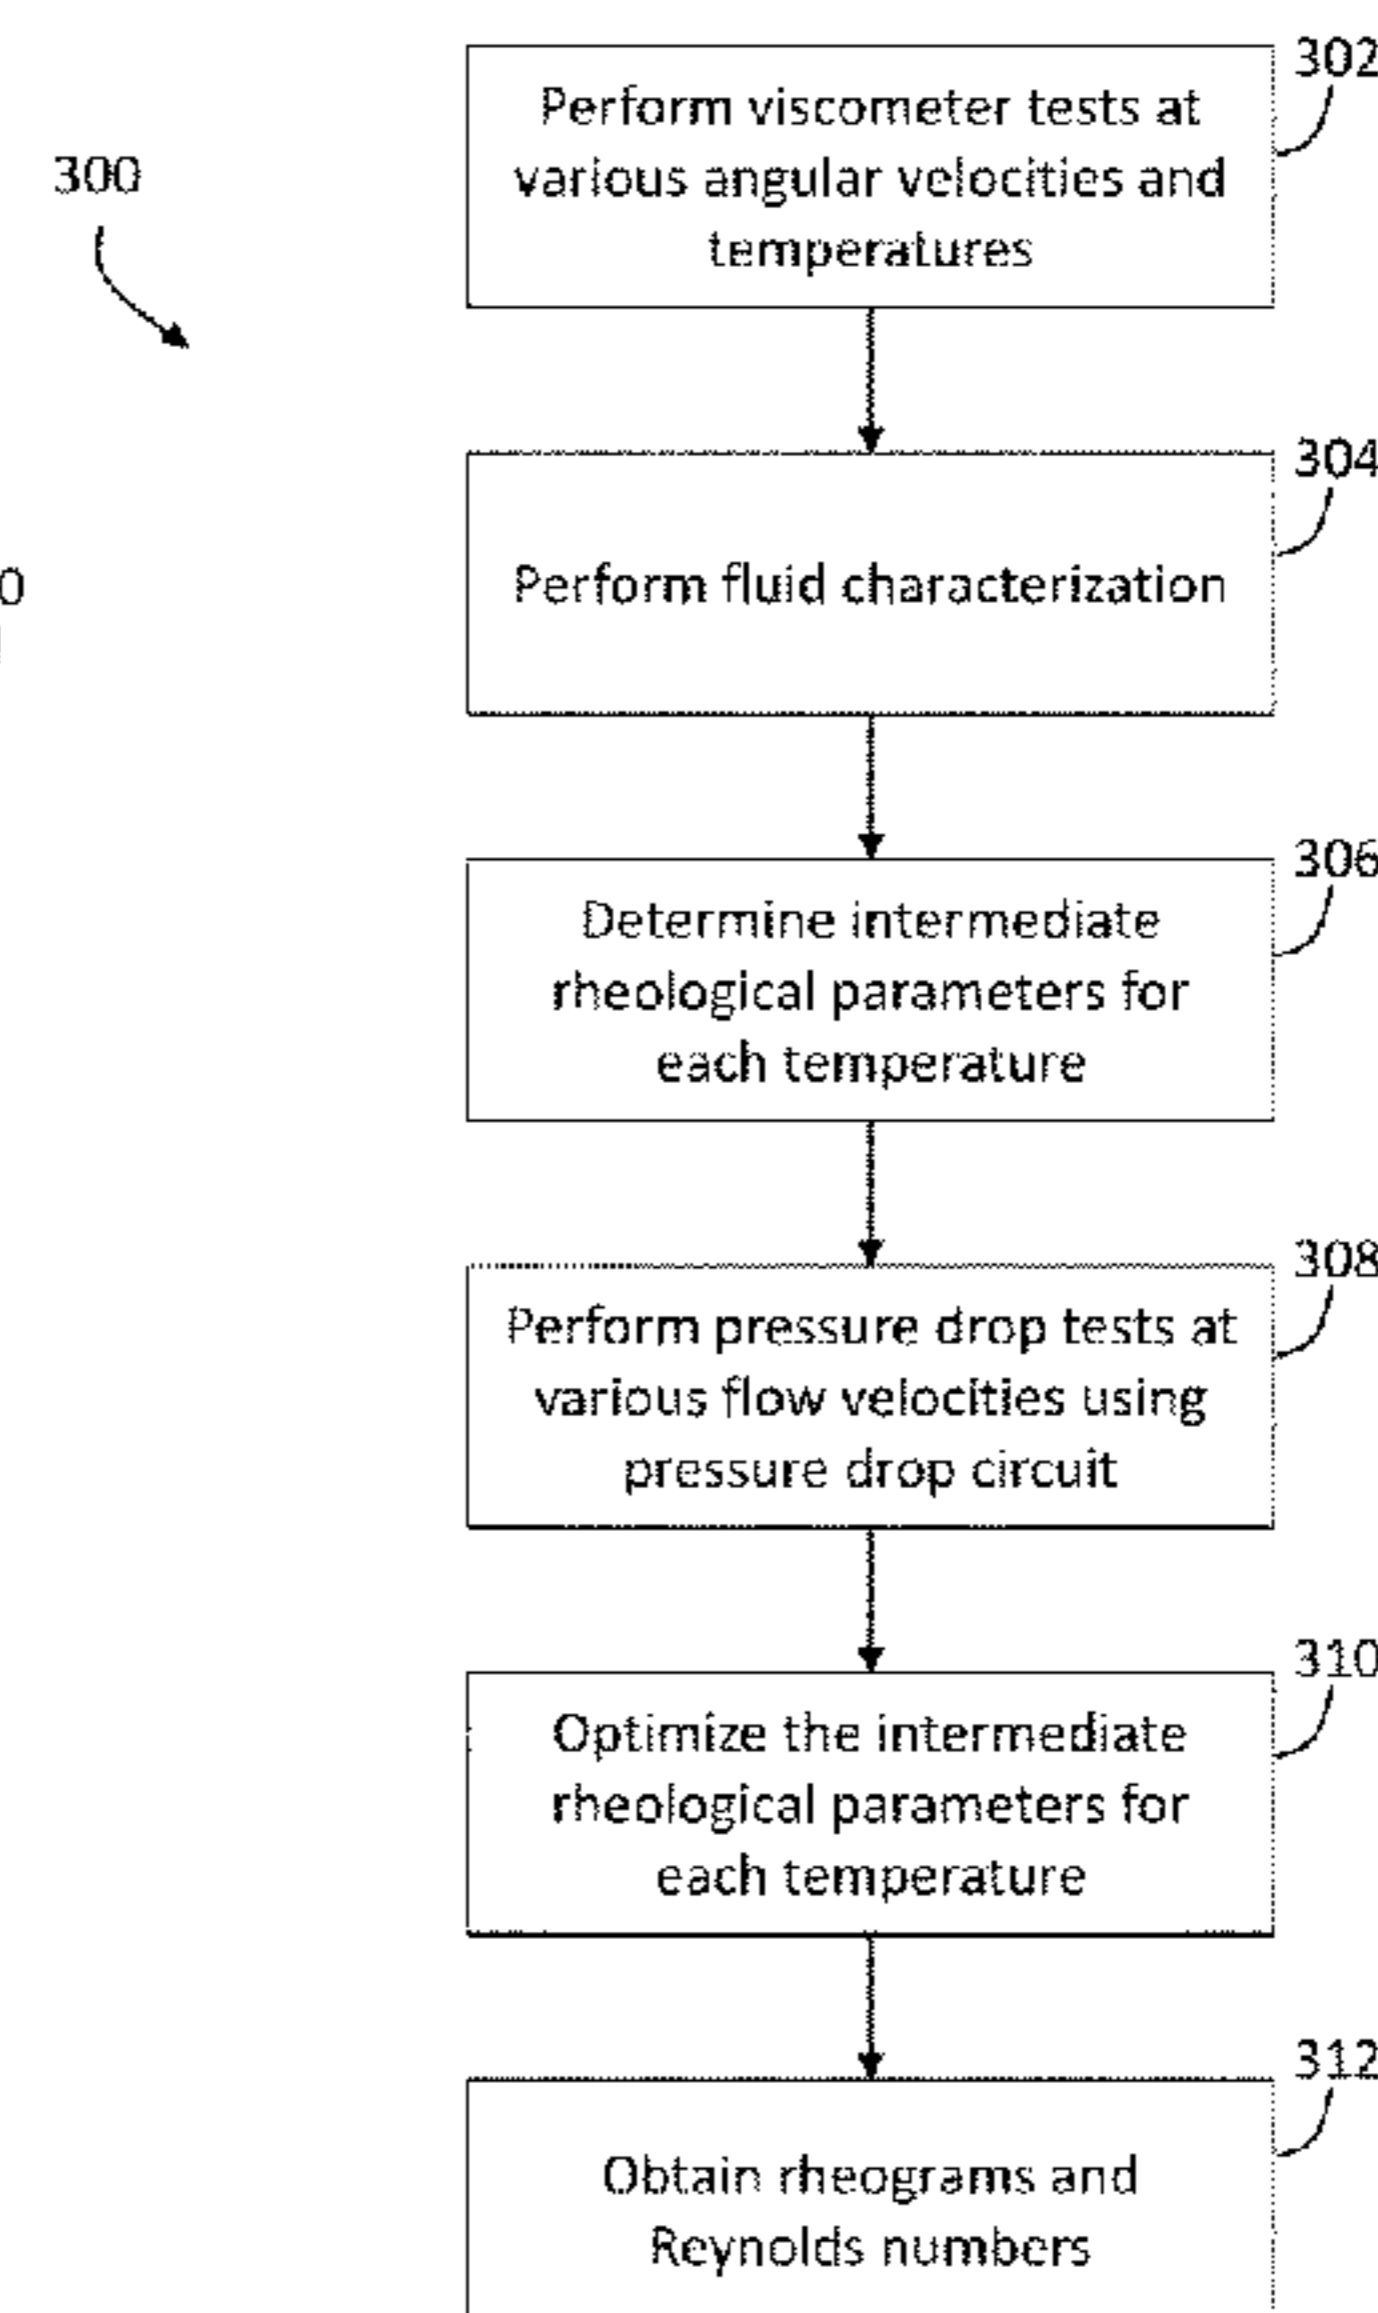 302
Perform viscometer tests at
various angular velocities and
temperatures
300
304
Perform fluid characterization
0
306
Determine intermediate
rheological parameters for
each temperature
308
Perform pressure drop tests at
various flow velocities using
pressure drop circuit
310
Optimize the intermediate
rheological parameters for
each temperature
312
Obtain rheograms and
Reynolds numbers